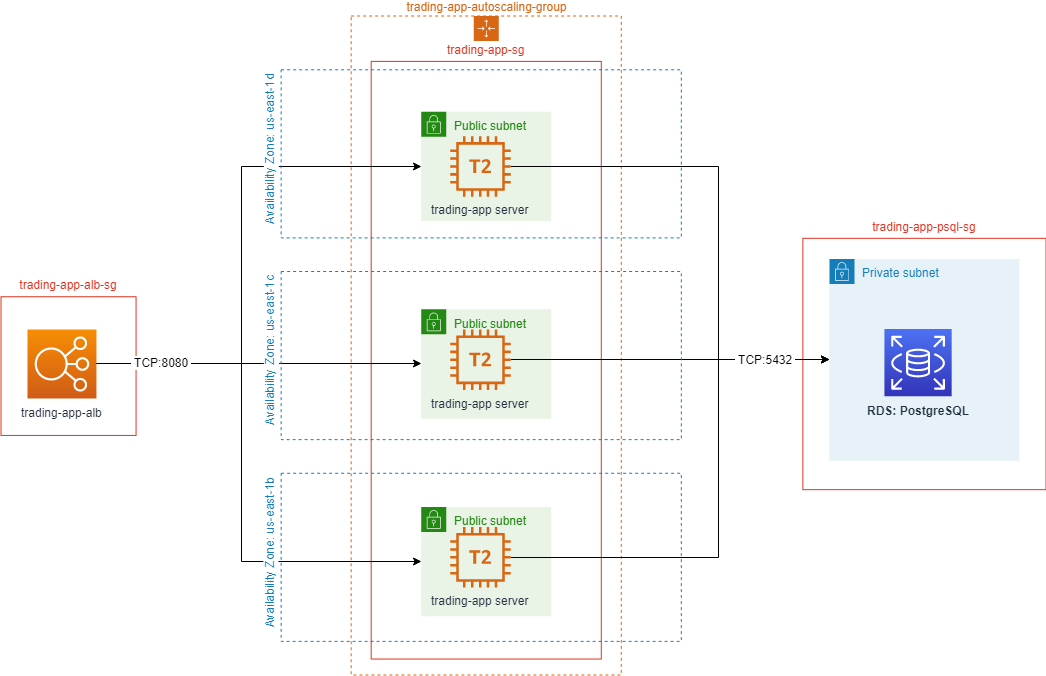 trading-app-autoscaling-group
trading-app-sg
Availability Zone: us-east-1d
Public subnet
T2
trading-app server
trading-app-psql-sg
Private subnet
trading-app-alb-sg
Availability Zone: us-east-1c
Public subnet
T2
trading-app server
TCP:8080
TCP:5432
trading-app-alb
RDS: PostgreSQL
Availability Zone: us-east-1b
Public subnet
T2
trading-app server